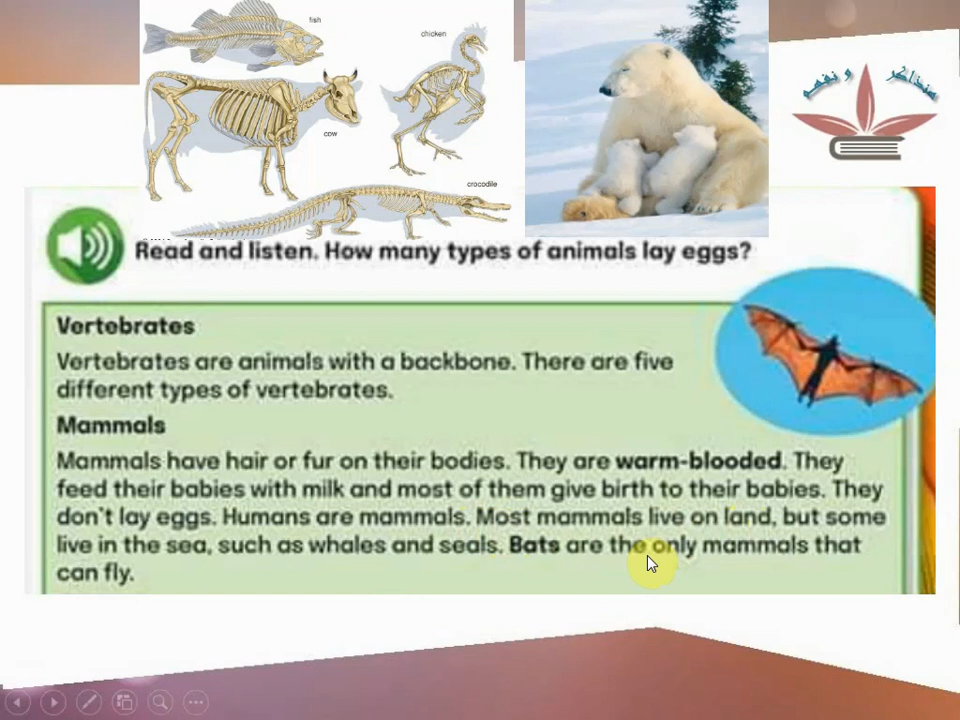 fish
chicken
cow
crocodile
سنذاكر و نفهم
Read and listen. How many types of animals lay eggs?
Vertebrates
Vertebrates are animals with a backbone. There are five
different types of vertebrates.
Mammals
Mammals have hair or fur on their bodies. They are warm-blooded. They
feed their babies with milk and most of them give birth to their babies. They
don't lay eggs. Humans are mammals. Most mammals live on land, but some
live in the sea, such as whales and seals. Bats are the only mammals that
can fly.